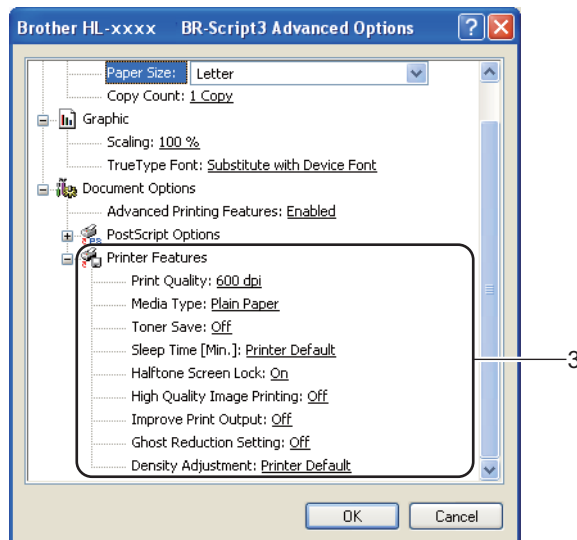 Brother HL-xxxx BR-Script3 Advanced Options
Paper Size: Letter
Copy Count: 1 Copy
Graphic
Scaling: 100 %
TrueType Font: Substitute with Device Font
Document Options
Advanced Printing Features: Enabled
PostScript Options
Printer Features
Print Quality: 600 dpi
Media Type: Plain Paper
Toner Save: Off
Sleep Time [Min.]: Printer Default
3
Halftone Screen Lock: On
High Quality Image Printing: Off
Improve Print Output: Off
Ghost Reduction Setting: Off
Density Adjustment: Printer Default
OK Cancel